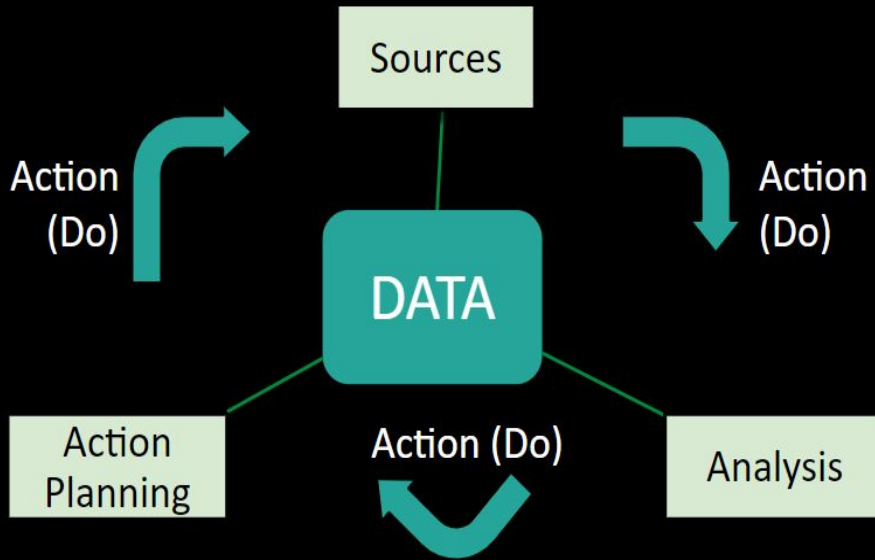 Sources
Action
(Do)
Action
(Do)
DATA
Action
Planning
Action (Do)
Analysis